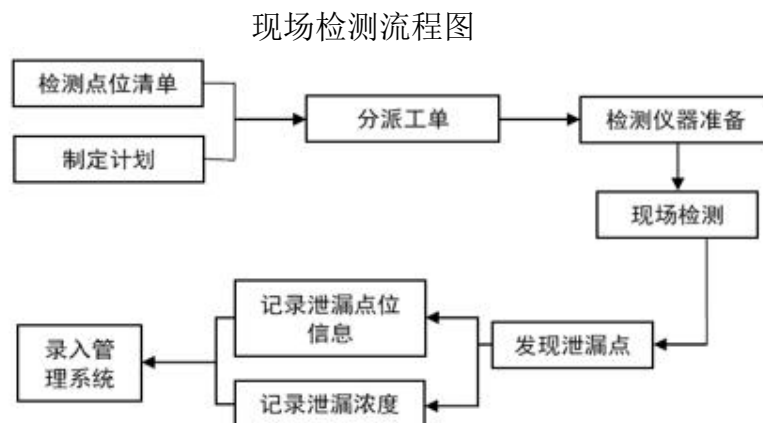 现场检测流程图
检测点位清单
制定计划
分派工单
检测仪器准备
现场检测
发现泄漏点
记录泄漏点位
信息
记录泄漏浓度
录入管
理系统